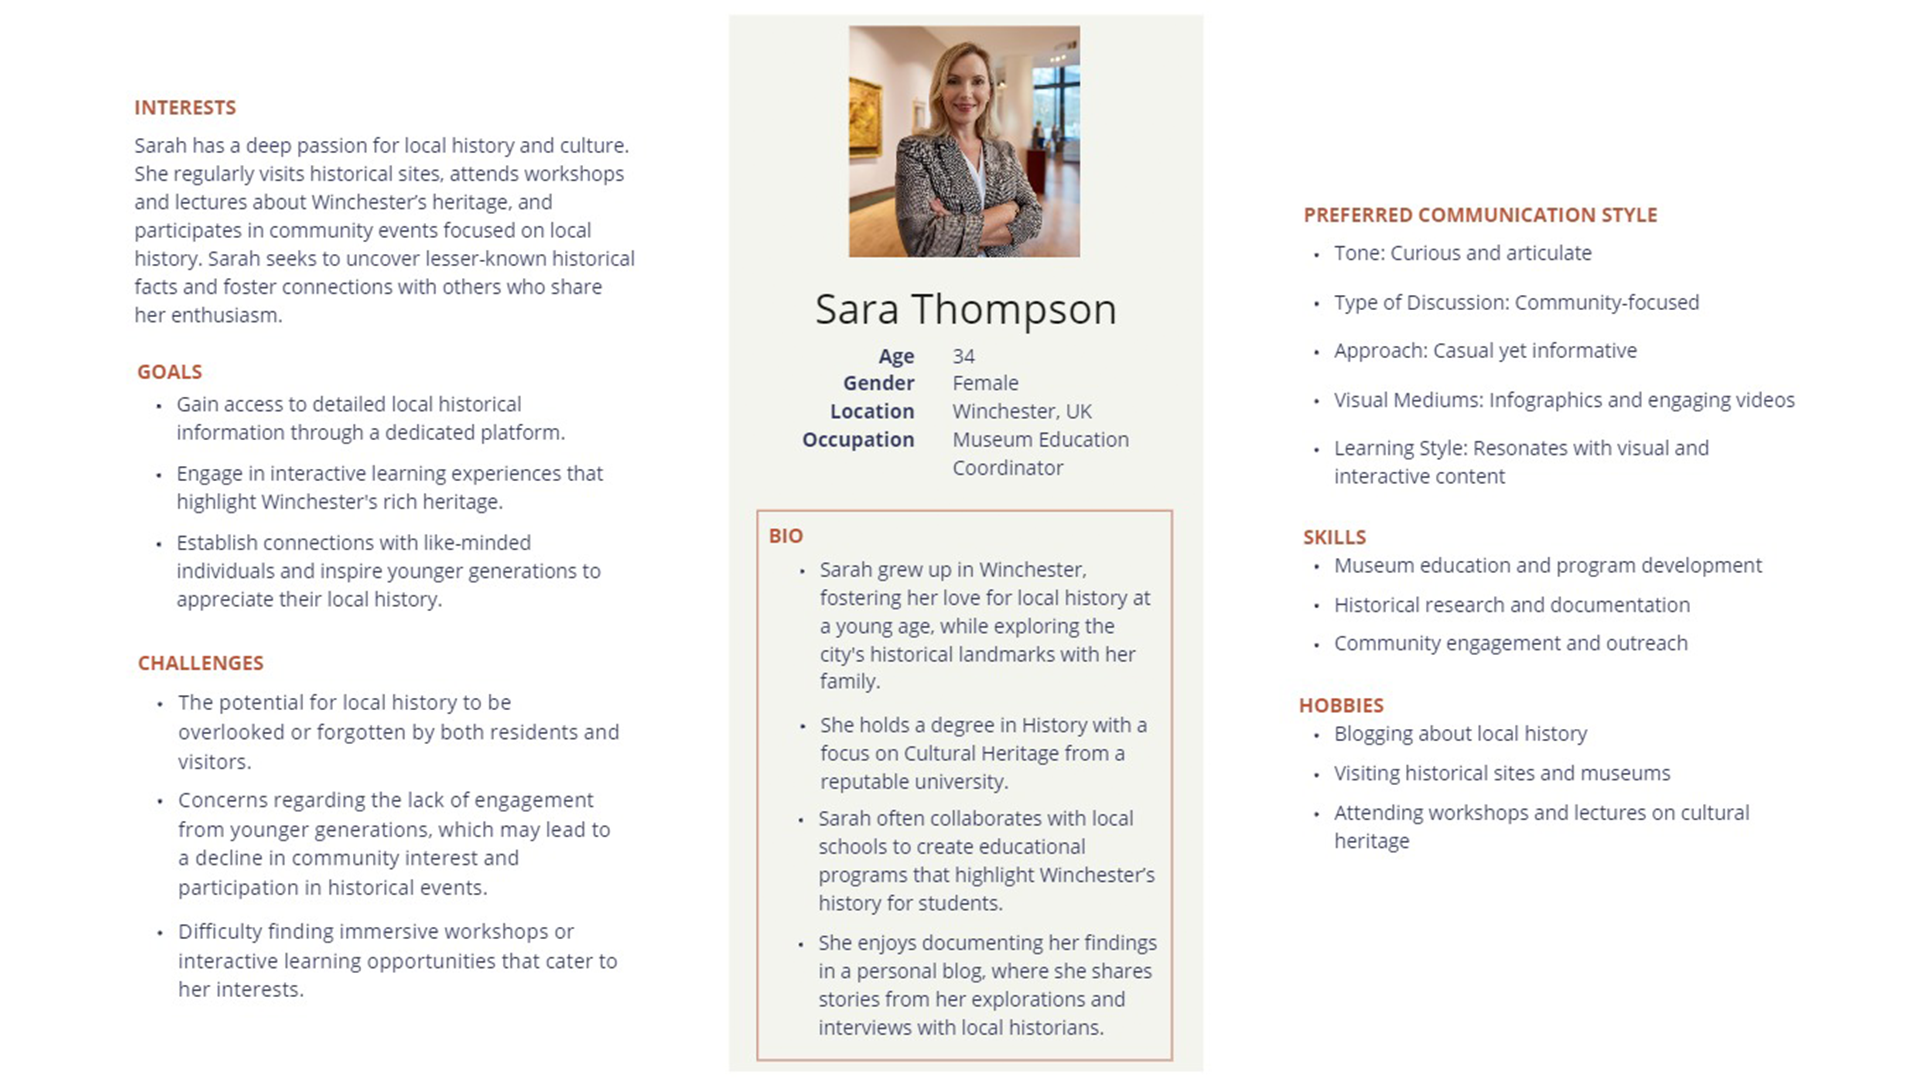 INTERESTS
Sarah has a deep passion for local history and culture.
She regularly visits historical sites, attends workshops
and lectures about Winchester’s heritage, and
participates in community events focused on local
history. Sarah seeks to uncover lesser-known historical
facts and foster connections with others who share
her enthusiasm.
GOALS
• Gain access to detailed local historical
information through a dedicated platform.
• Engage in interactive learning experiences that
highlight Winchester's rich heritage.
• Establish connections with like-minded
individuals and inspire younger generations to
appreciate their local history.
CHALLENGES
• The potential for local history to be
overlooked or forgotten by both residents and
visitors.
• Concerns regarding the lack of engagement
from younger generations, which may lead to
a decline in community interest and
participation in historical events.
• Difficulty finding immersive workshops or
interactive learning opportunities that cater to
her interests.
Sara Thompson
Age 34
Gender Female
Location Winchester, UK
Occupation Museum Education
Coordinator
BIO
• Sarah grew up in Winchester,
fostering her love for local history at
a young age, while exploring the
city's historical landmarks with her
family.
• She holds a degree in History with a
focus on Cultural Heritage from a
reputable university.
• Sarah often collaborates with local
schools to create educational
programs that highlight Winchester’s
history for students.
• She enjoys documenting her findings
in a personal blog, where she shares
stories from her explorations and
interviews with local historians.
PREFERRED COMMUNICATION STYLE
• Tone: Curious and articulate
• Type of Discussion: Community-focused
• Approach: Casual yet informative
• Visual Mediums: Infographics and engaging videos
• Learning Style: Resonates with visual and
interactive content
SKILLS
• Museum education and program development
• Historical research and documentation
• Community engagement and outreach
HOBBIES
• Blogging about local history
• Visiting historical sites and museums
• Attending workshops and lectures on cultural
heritage